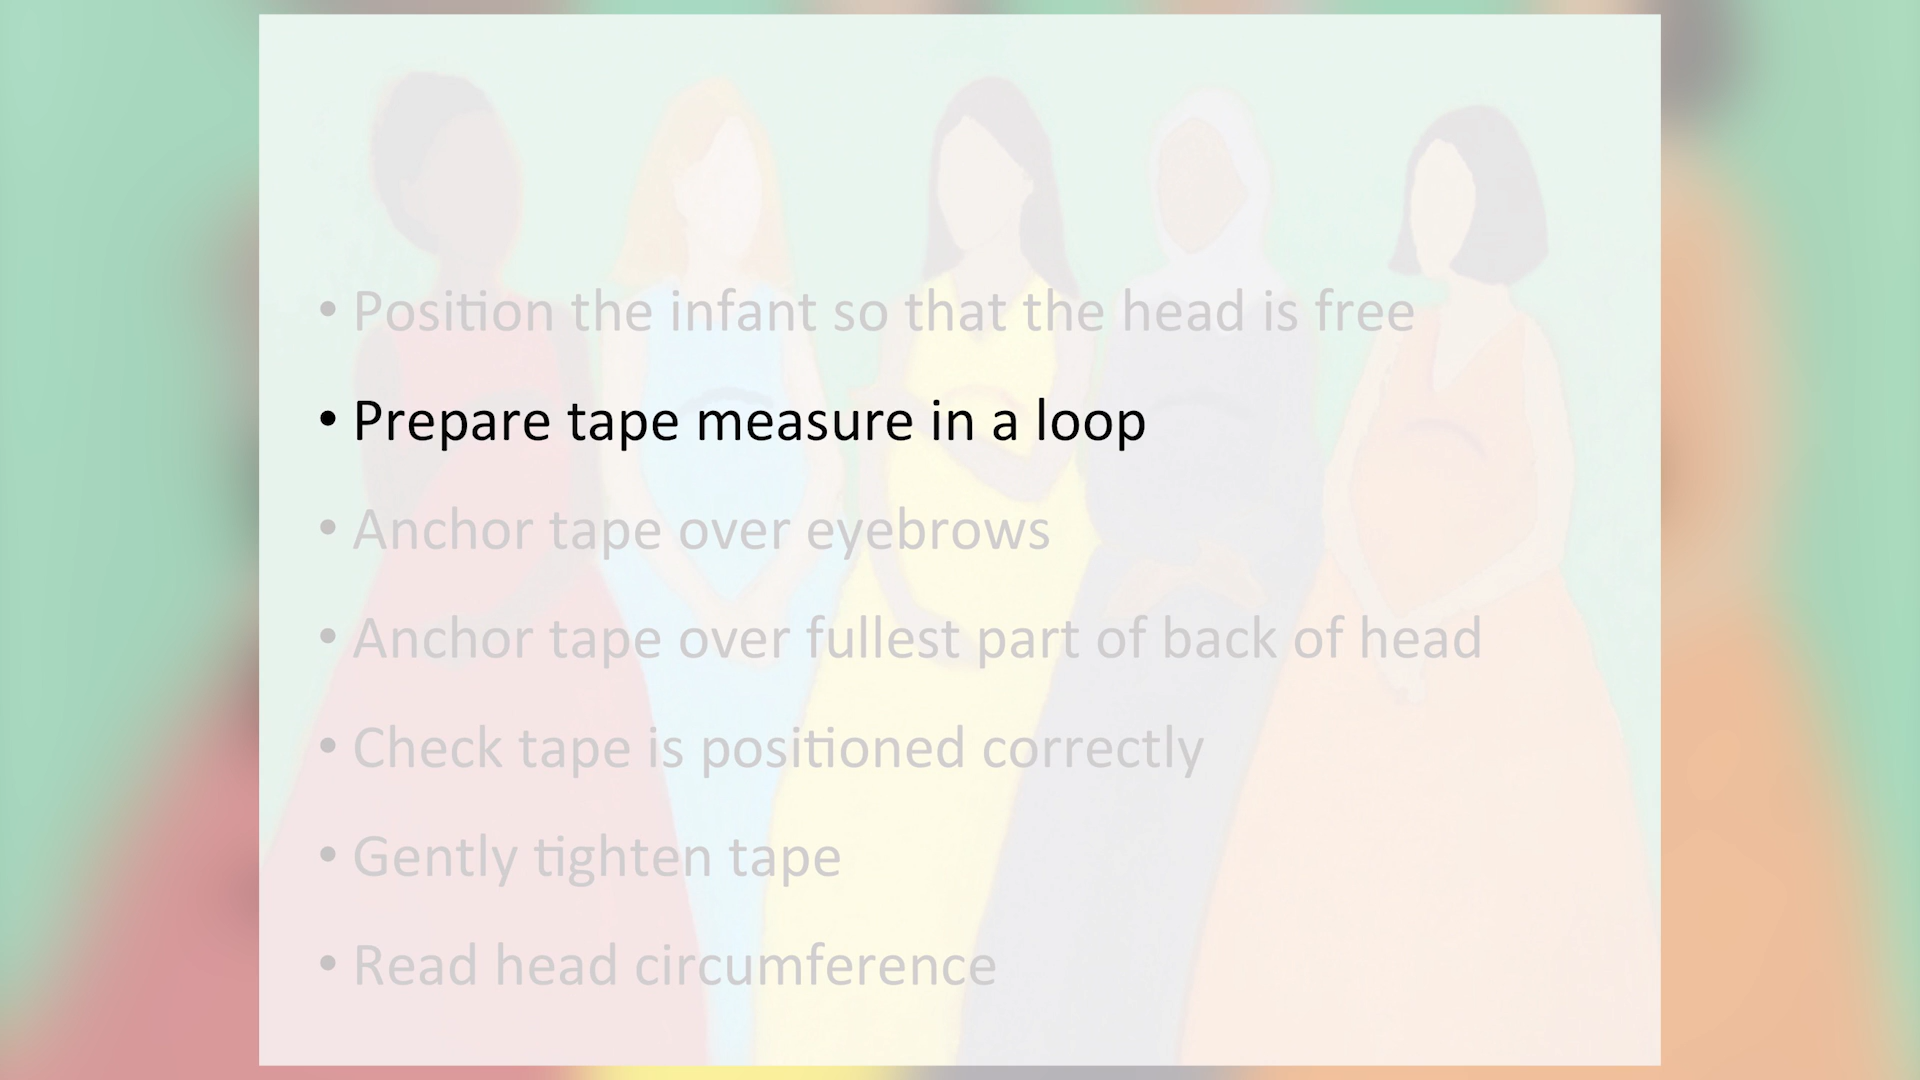 • Position the infant so that the head is free
• Prepare tape measure in a loop
• Anchor tape over eyebrows
• Anchor tape over fullest part of back of head
• Check tape is positioned correctly
• Gently tighten tape
• Read head circumference